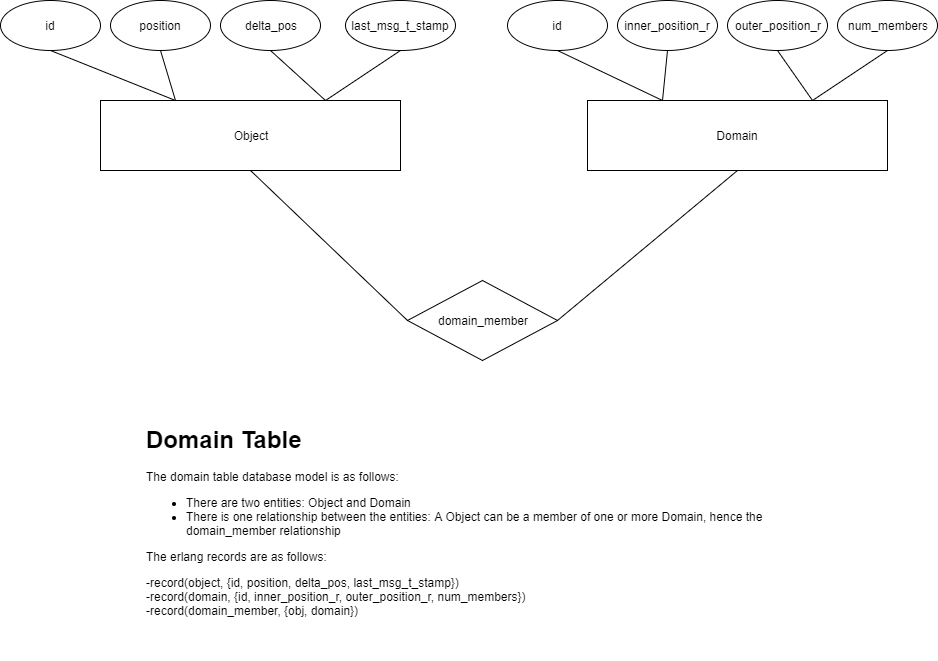 id
position
delta_pos
last_msg_t_stamp
id
inner_position_r
outer_position_r
num_members
Object
Domain
domain_member
Domain Table
The domain table database model is as follows:
• There are two entities: Object and Domain
• There is one relationship between the entities: A Object can be a member of one or more Domain, hence the
domain_member relationship
The erlang records are as follows:
-record(object, {id, position, delta_pos, last_msg_t_stamp})
-record(domain, {id, inner_position_r, outer_position_r, num_members})
-record(domain_member, {obj, domain})